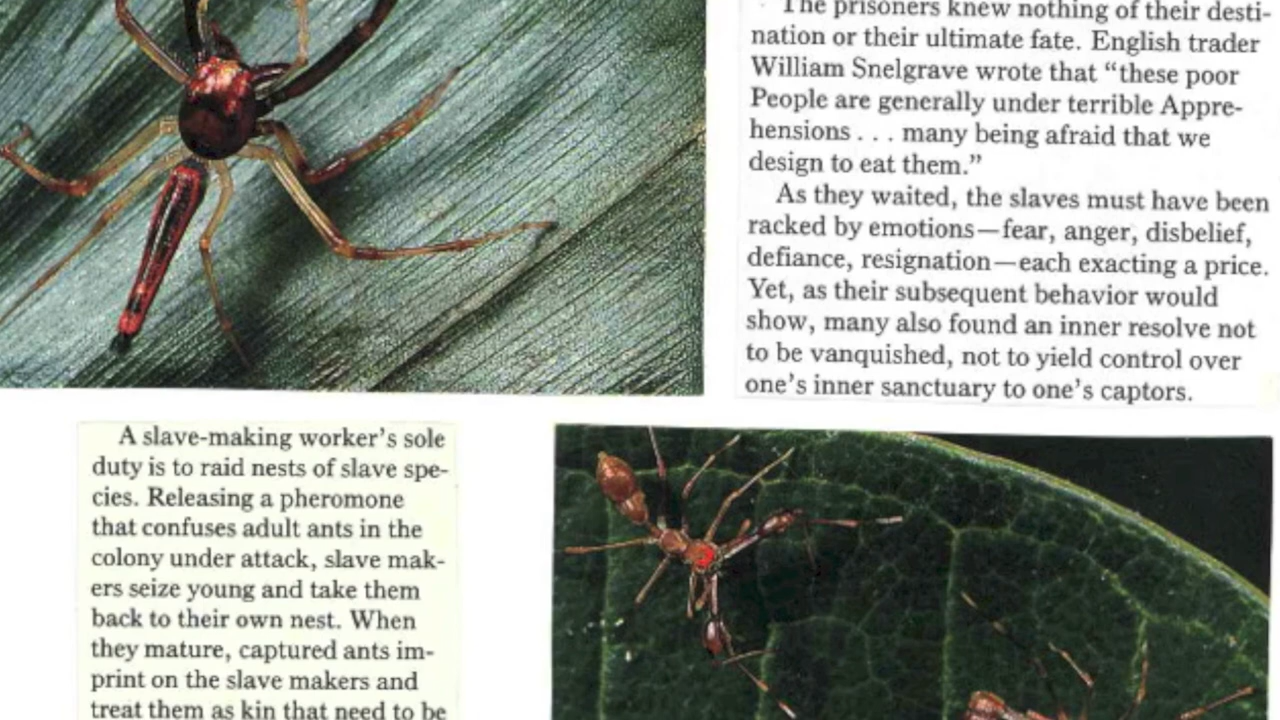 The prisoners knew nothing of their desti-
nation or their ultimate fate. English trader
William Snelgrave wrote that “these poor
People are generally under terrible Appre-
hensions . . . many being afraid that we
design to eat them.”
As they waited, the slaves must have been
racked by emotions—fear, anger, disbelief,
defiance, resignation—each exacting a price.
Yet, as their subsequent behavior would
show, many also found an inner resolve not
to be vanquished, not to yield control over
one’s inner sanctuary to one’s captors.
A slave-making worker’s sole
duty is to raid nests of slave spe-
cies. Releasing a pheromone
that confuses adult ants in the
colony under attack, slave mak-
ers seize young and take them
back to their own nest. When
they mature, captured ants im-
print on the slave makers and
treat them as kin that need to be